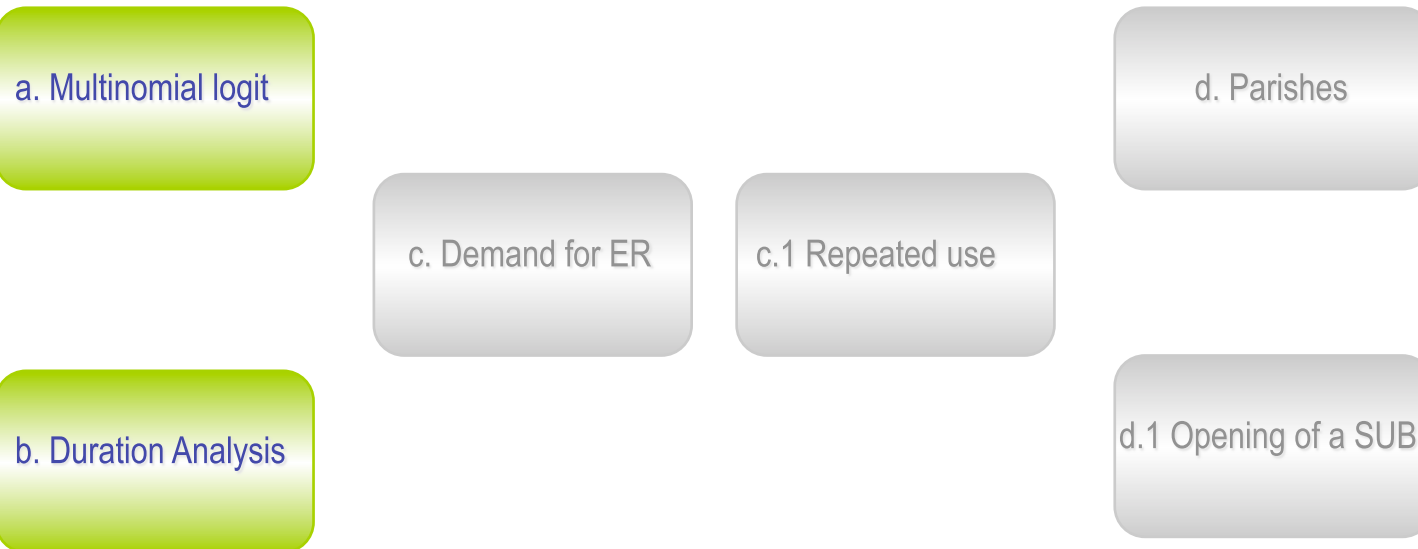 a. Multinomial logit
d. Parishes
c. Demand for ER
c.1 Repeated use
b. Duration Analysis
d.1 Opening of a SUB